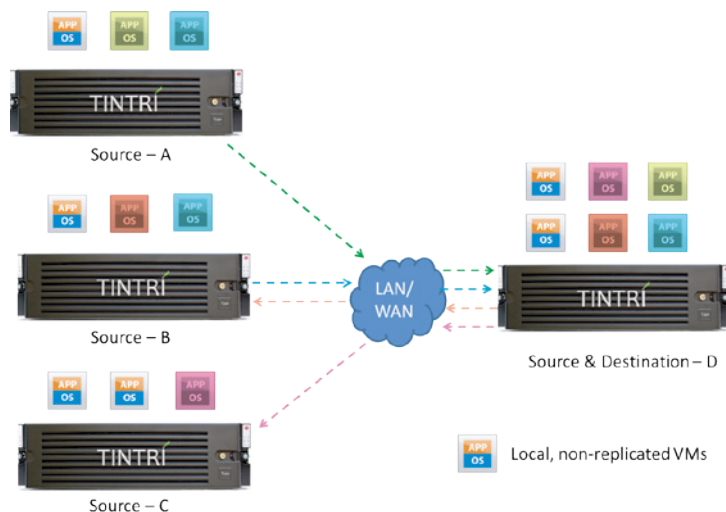 APP APP APP
OS OS OS
TINTRI
Source – A
APP APP APP
OS OS OS
TINTRI
Source – B
APP APP APP
OS OS OS
TINTRI
Source – C
LAN/
WAN
APP APP APP
OS OS OS
APP APP APP
OS OS OS
TINTRI
Source & Destination – D
APP
OS
Local, non-replicated VMs